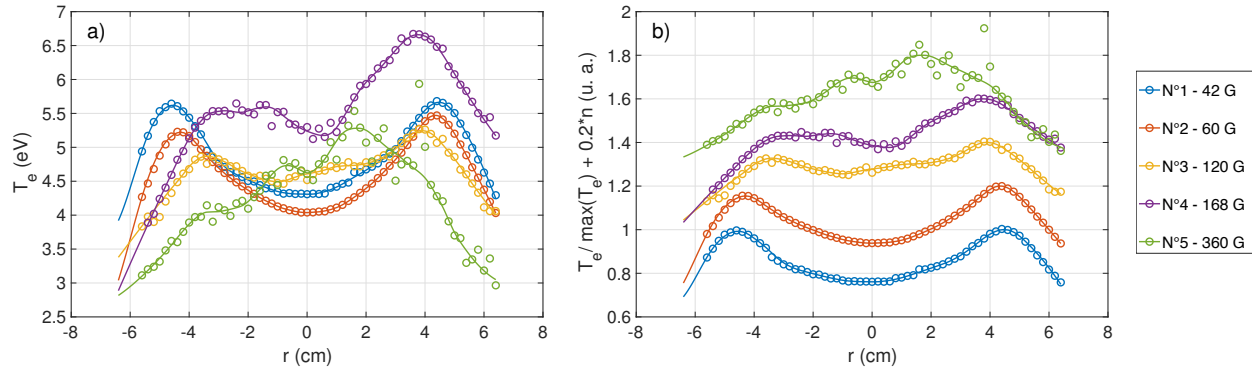 a)
7
6.5
6
5.5
5
4.5
4
3.5
3
2.5
T_e (eV)
-8 -6 -4 -2 0 2 4 6 8
r (cm)
b)
2
1.8
1.6
1.4
1.2
1
0.8
0.6
T_e/ max(T_e) + 0.2*n (u. a.)
-8 -6 -4 -2 0 2 4 6 8
r (cm)
N°1 - 42 G
N°2 - 60 G
N°3 - 120 G
N°4 - 168 G
N°5 - 360 G